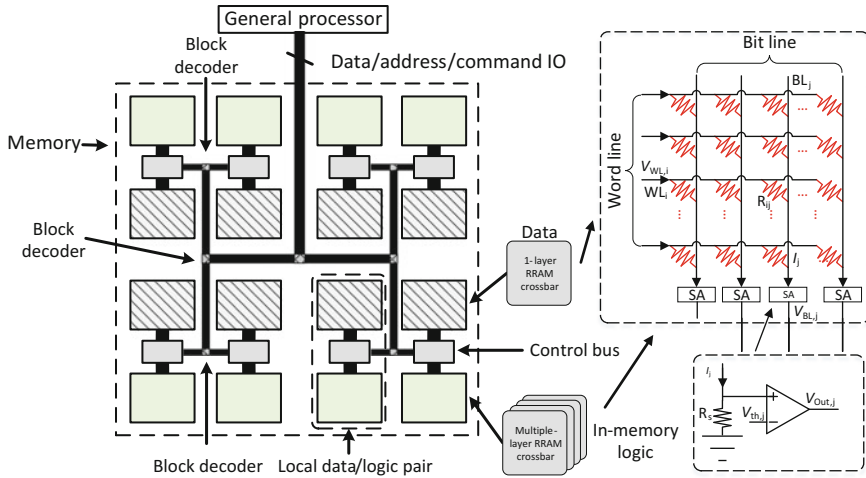 General processor
Block
decoder
Data/address/command IO
Memory
Block
decoder
Data
1- layer
RRAM
crossbar
Control bus
Multiple-
layer RRAM
crossbar
In-memory
logic
Block decoder
Local data/logic pair
Bit line
BLj
Word line
VWL,i
WLi
Rij
...
...
...
...
...
...
...
...
Ij
SA
SA
SA
SA
VBL,j
Ij
Rs
Vth,j
+
−
VOut,j